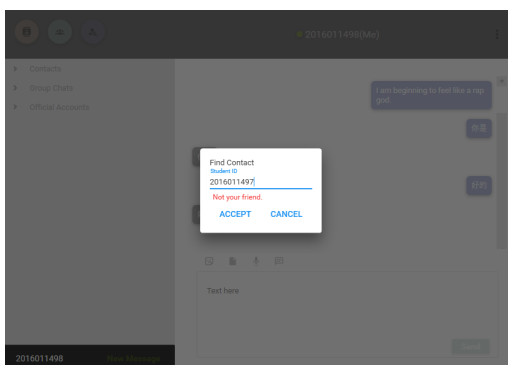 2016011498(Me)
Contacts
Group Chats
Official Accounts
I am beginning to feel like a rap
god
你是
好的
Find Contact
Student ID
2016011497
Not your friend.
ACCEPT
CANCEL
Text here
Send
2016011498
New Message